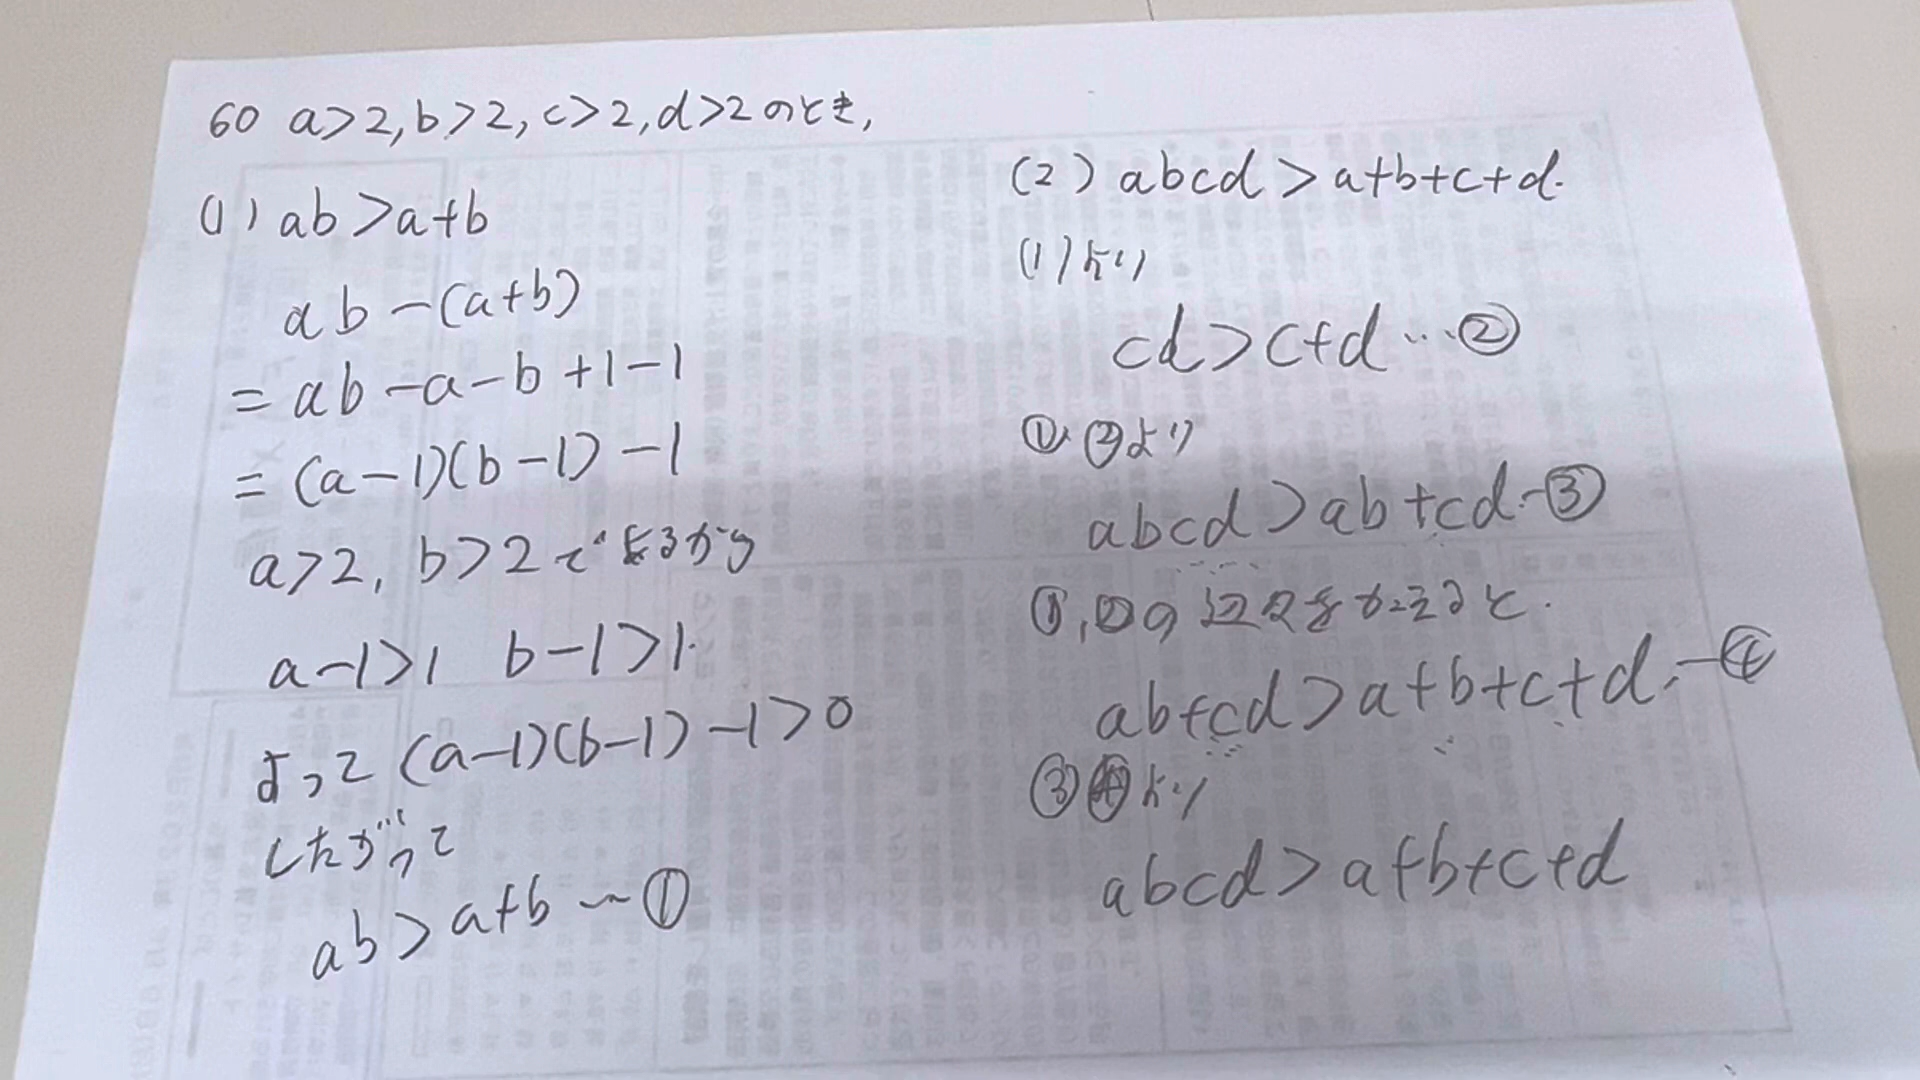 60 a>2, b>2, c>2, d>2 のとき,
(1) ab>a+b
ab-(a+b)
=ab-a-b+1-1
=(a-1)(b-1)-1
a>2, b>2であるから
a-1>1 b-1>1.
よって (a-1)(b-1)-1>0
したがって
ab>a+b…①
(2) abcd>a+b+c+d.
(1)より
cd>c+d…②
①, ②より
abcd>ab+cd…③
①,②の辺々を加えると.
ab+cd>a+b+c+d.…④
③④より
abcd>a+b+c+d